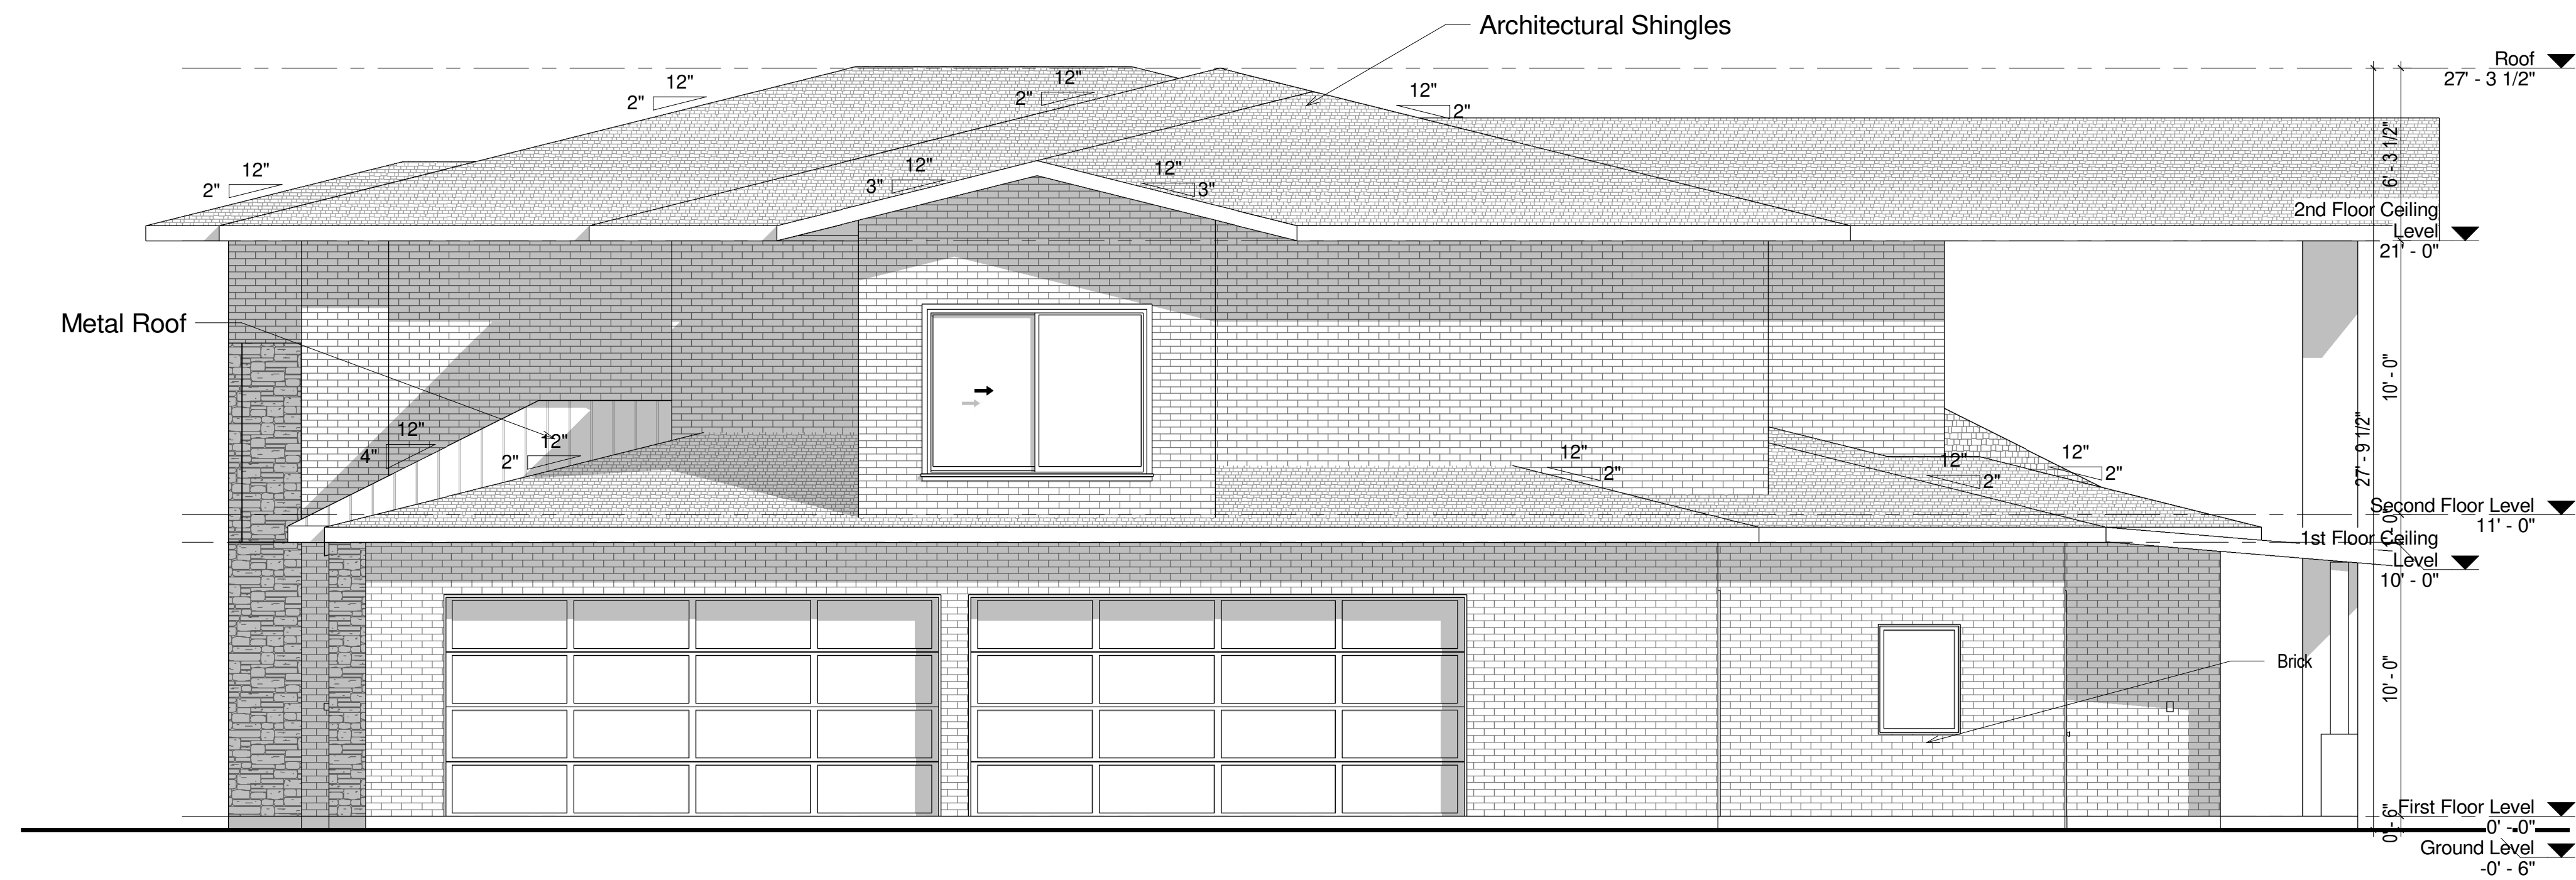 Architectural Shingles
Roof
27' - 3 1/2"
12"
2"
12"
2"
12"
2"
12"
2"
12"
3"
12"
3"
6' - 3 1/2"
2nd Floor Ceiling
Level
21' - 0"
Metal Roof
10' - 0"
27' - 9 1/2"
12"
4"
12"
2"
12"
2"
12"
2"
12"
2"
Second Floor Level
11' - 0"
1' - 0"
1st Floor Ceiling
Level
10' - 0"
Brick
10' - 0"
First Floor Level
0' - 0"
0' - 6"
Ground Level
-0' - 6"